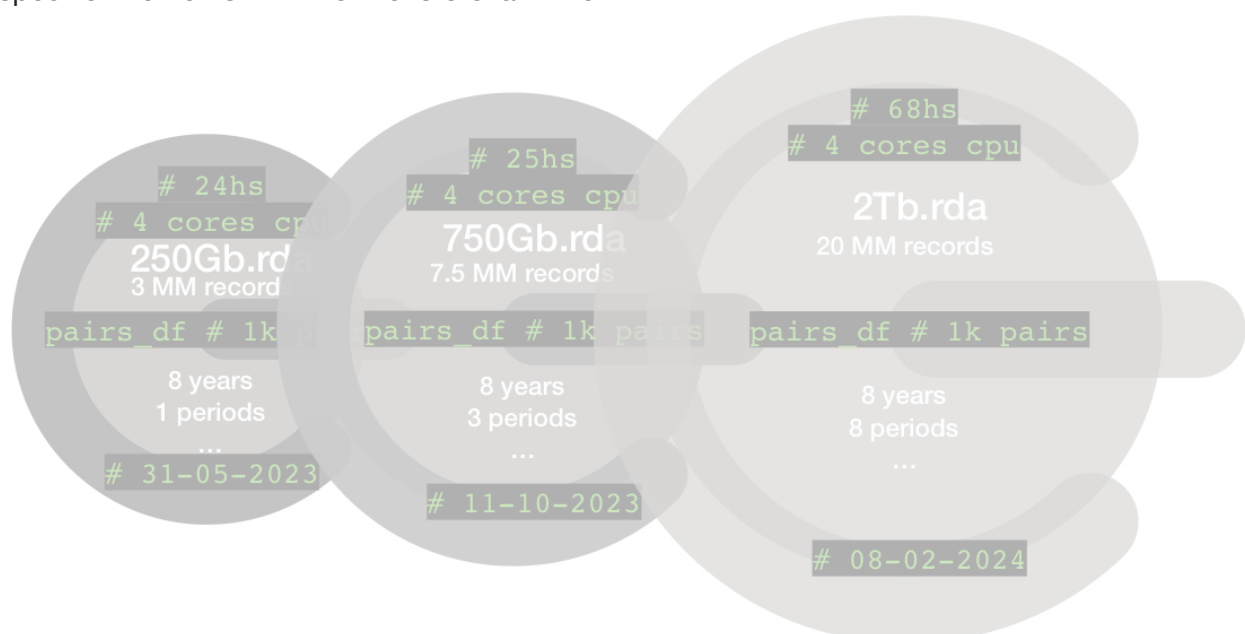 # 24hs
# 4 cores cpu
250Gb.rda
3 MM records
pairs_df # 1k pairs
8 years
1 periods
...
# 31-05-2023
# 25hs
# 4 cores cpu
750Gb.rda
7.5 MM records
pairs_df # 1k pairs
8 years
3 periods
...
# 11-10-2023
# 68hs
# 4 cores cpu
2Tb.rda
20 MM records
pairs_df # 1k pairs
8 years
8 periods
...
# 08-02-2024